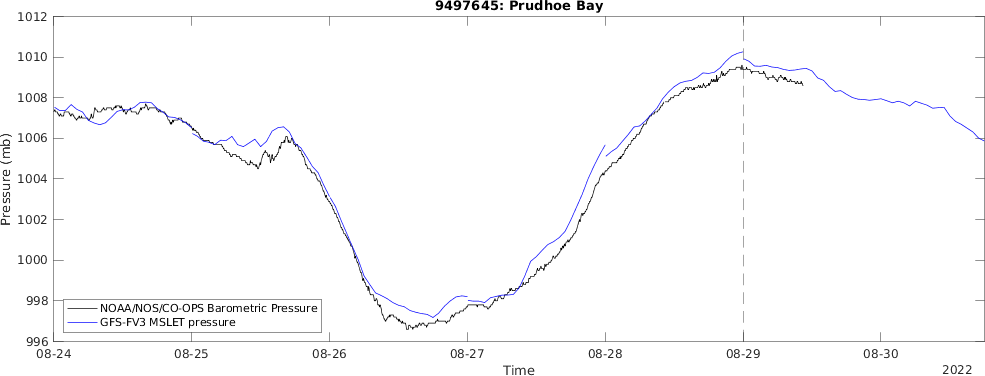 9497645: Prudhoe Bay
1012
1010
1008
1006
1004
1002
1000
998
996
Pressure (mb)
NOAA/NOS/CO-OPS Barometric Pressure
GFS-FV3 MSLET pressure
08-24 08-25 08-26 08-27 08-28 08-29 08-30
Time
2022